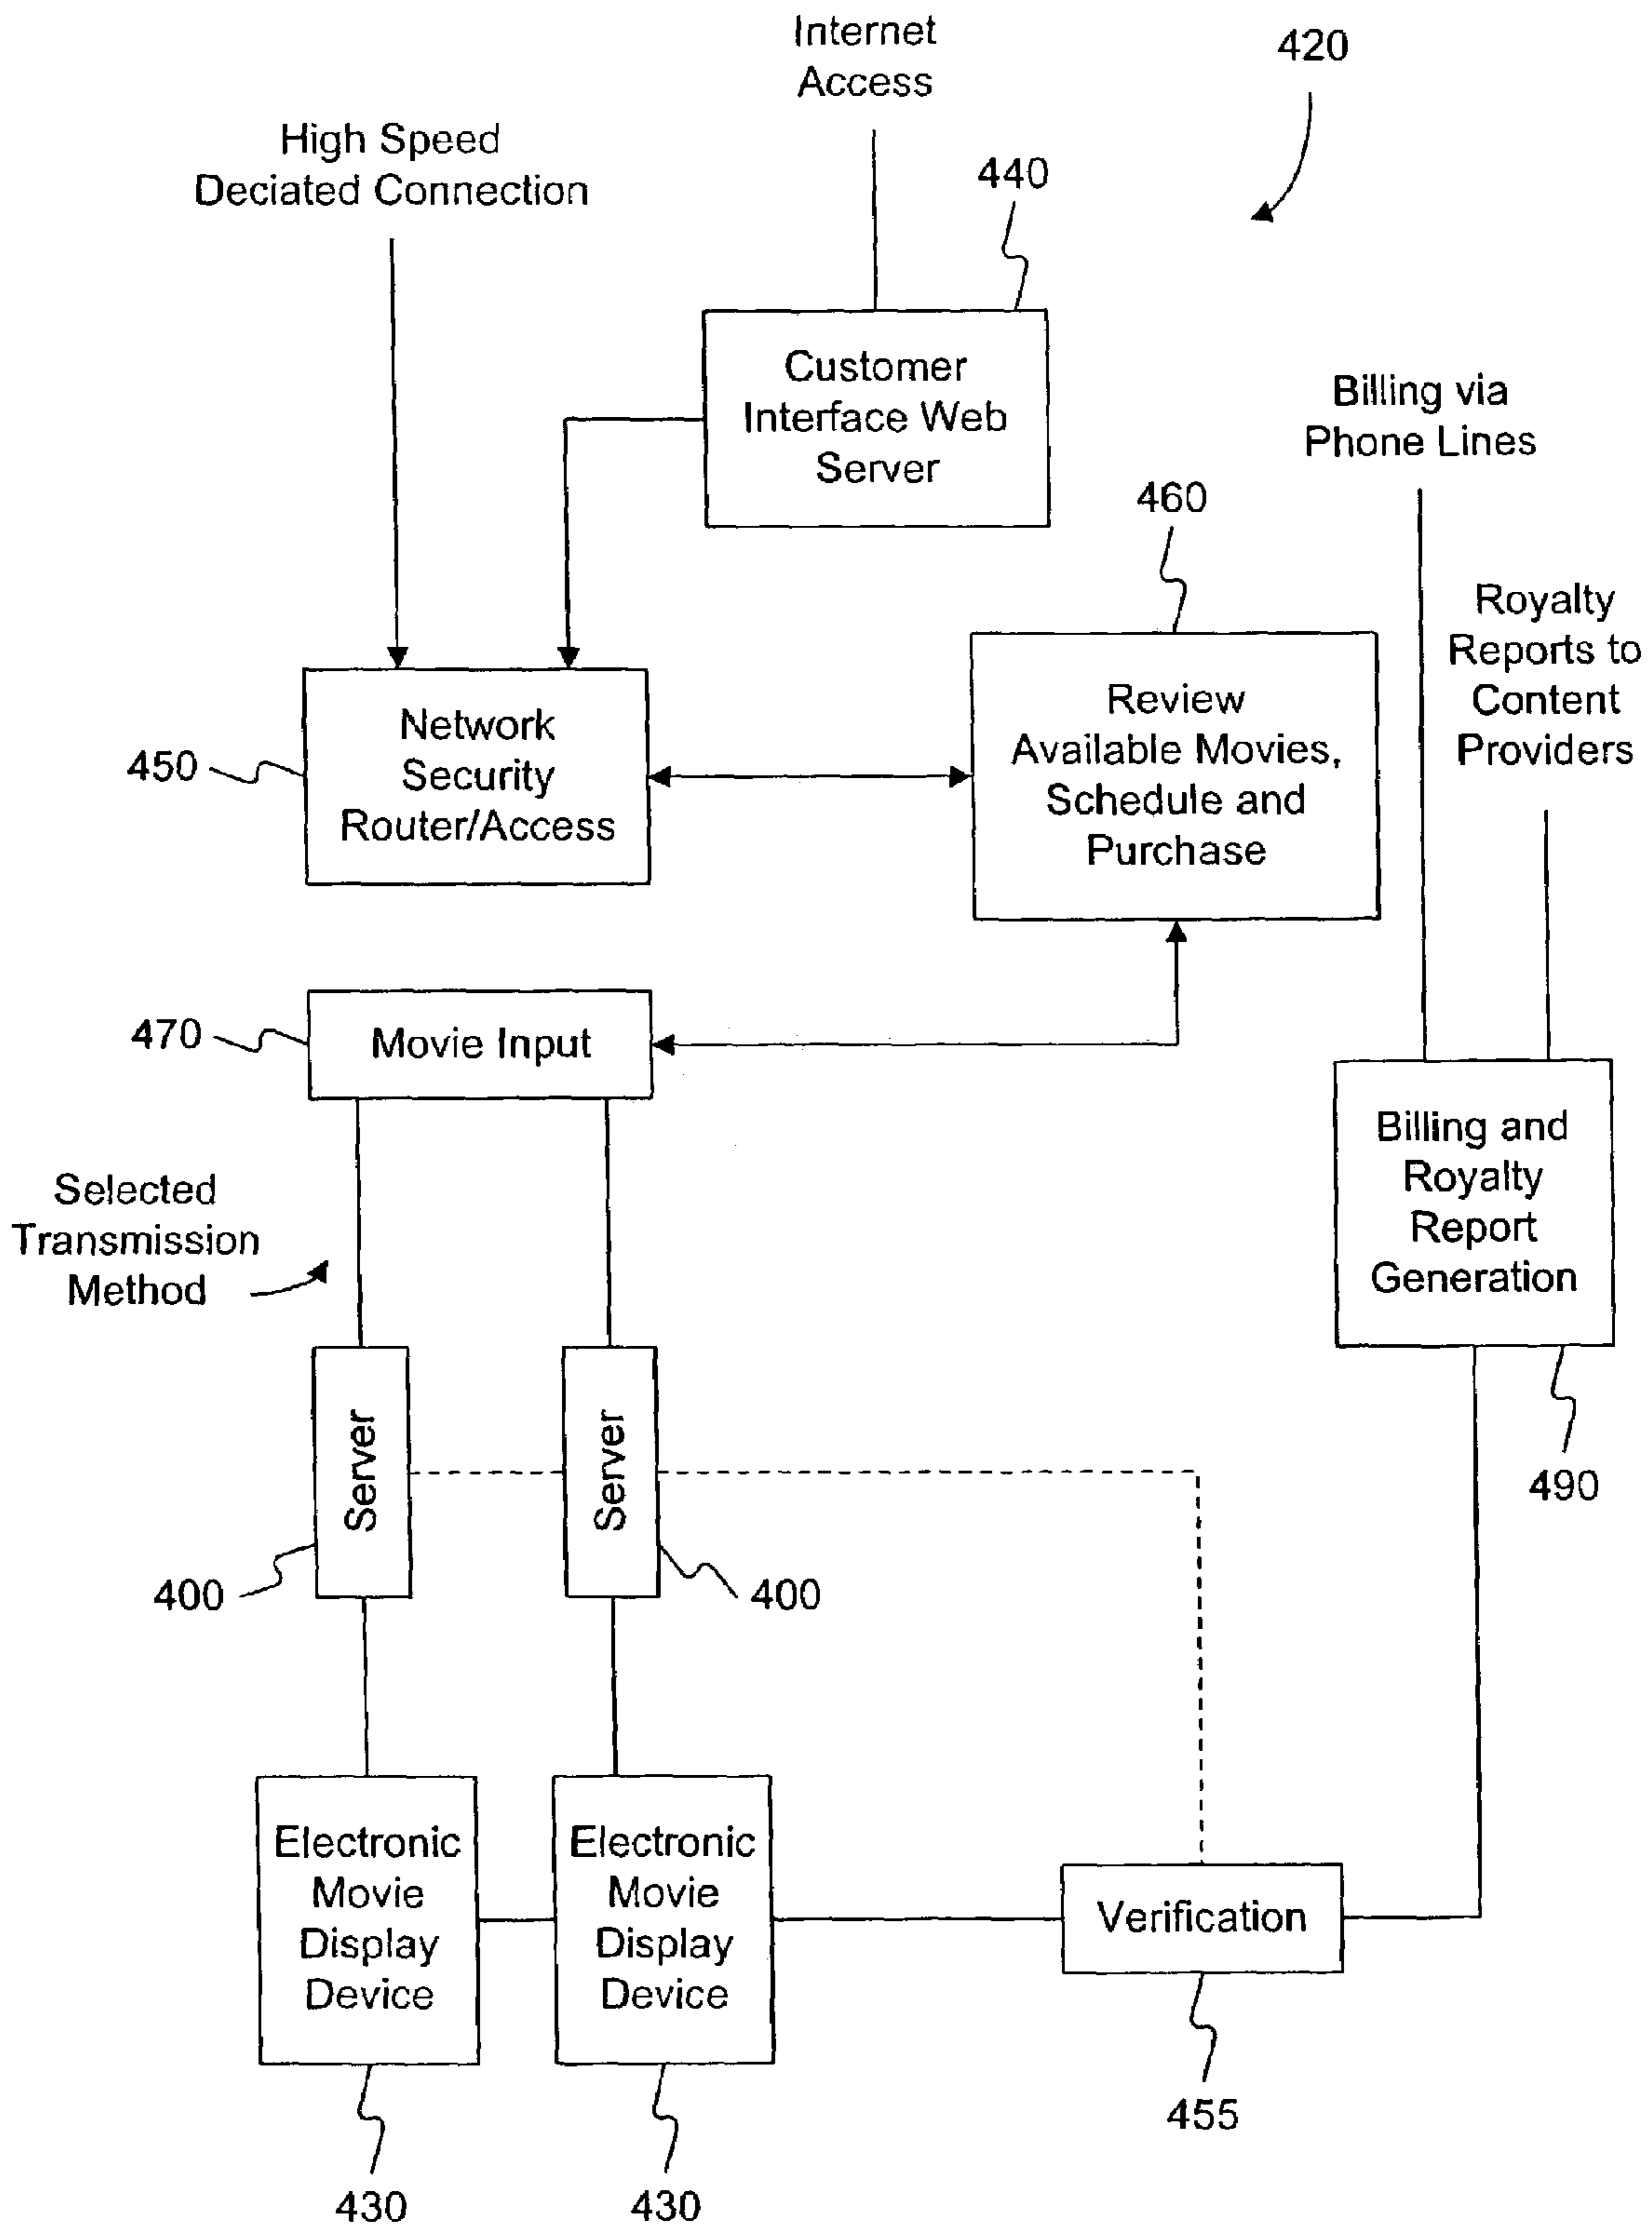 Internet
Access
420
High Speed
Deciated Connection
440
Customer
Interface Web
Server
Billing via
Phone Lines
460
Royalty
Reports to
Content
Providers
Network
Security
Router/Access
450
Review
Available Movies,
Schedule and
Purchase
470
Movie Input
Billing and
Royalty
Report
Generation
490
Selected
Transmission
Method
Server
Server
400
400
Electronic
Movie
Display
Device
Electronic
Movie
Display
Device
Verification
455
430
430